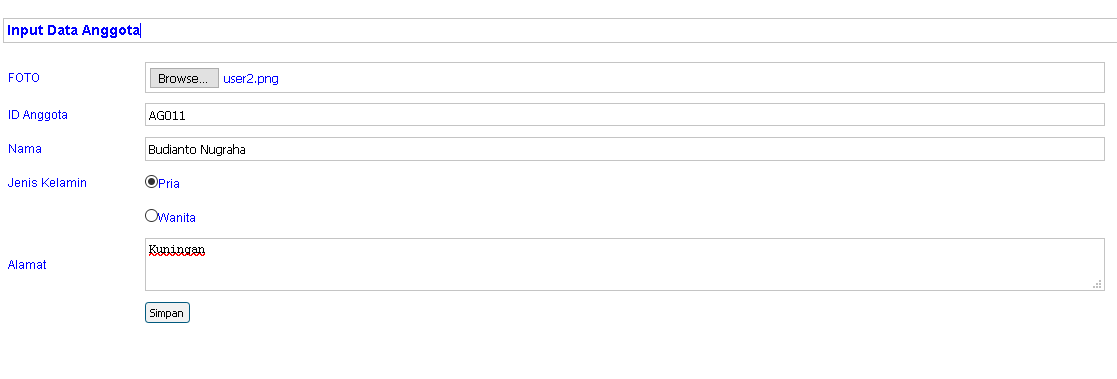 Input Data Anggota
FOTO
Browse... user2.png
ID Anggota
AG011
Nama
Budianto Nugraha
Jenis Kelamin
Pria
Wanita
Alamat
Kuningan
Simpan